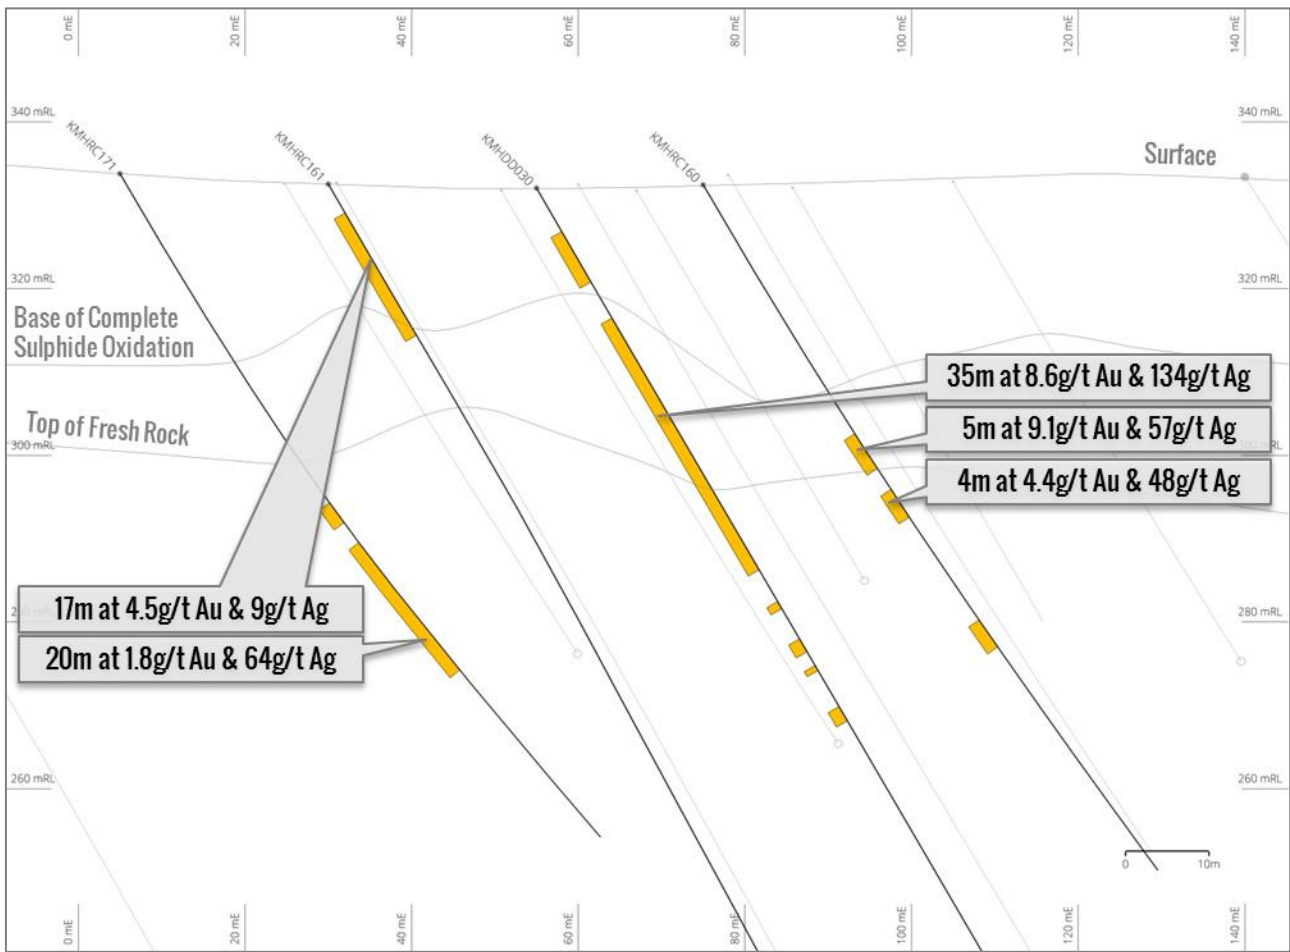 0 mE
20 mE
40 mE
60 mE
80 mE
100 mE
120 mE
140 mE
340 mRL
340 mRL
KMHRC171
KMHRC161
KMHDD030
KMHRC160
Surface
320 mRL
320 mRL
Base of Complete
Sulphide Oxidation
35m at 8.6g/t Au & 134g/t Ag
5m at 9.1g/t Au & 57g/t Ag
4m at 4.4g/t Au & 48g/t Ag
Top of Fresh Rock
300 mRL
17m at 4.5g/t Au & 9g/t Ag
20m at 1.8g/t Au & 64g/t Ag
280 mRL
260 mRL
260 mRL
0
10m
0 mE
20 mE
40 mE
60 mE
80 mE
100 mE
120 mE
140 mE